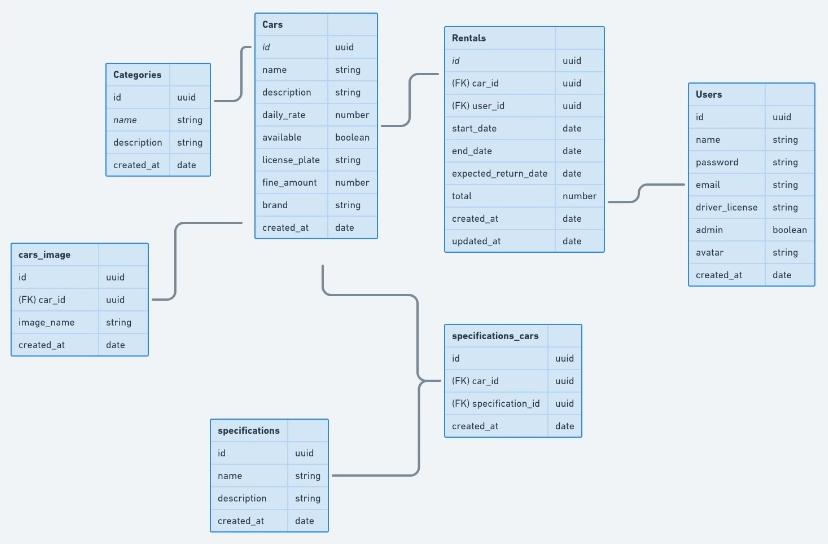 Categories
id uuid
name string
description string
created_at date
Cars
id uuid
name string
description string
daily_rate number
available boolean
license_plate string
fine_amount number
brand string
created_at date
Rentals
id uuid
(FK) car_id uuid
(FK) user_id uuid
start_date date
end_date date
expected_return_date date
total number
created_at date
updated_at date
Users
id uuid
name string
password string
email string
driver_license string
admin boolean
avatar string
created_at date
cars_image
id uuid
(FK) car_id uuid
image_name string
created_at date
specifications_cars
id uuid
(FK) car_id uuid
(FK) specification_id uuid
created_at date
specifications
id uuid
name string
description string
created_at date